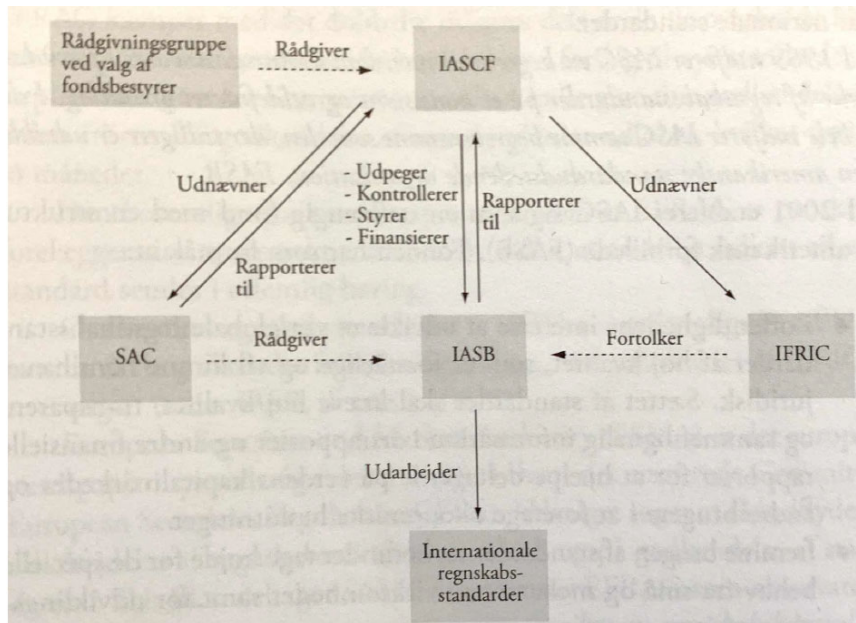 Rådgivningsgruppe
ved valg af
fondsbestyrer
Rådgiver
IASCF
Udnævner
- Udpeger
- Kontrollerer
- Styrer
- Finansierer
Rapporterer
til
Udnævner
Rapporterer
til
SAC
Rådgiver
IASB
Fortolker
IFRIC
Udarbejder
Internationale
regnskabs-
standarder